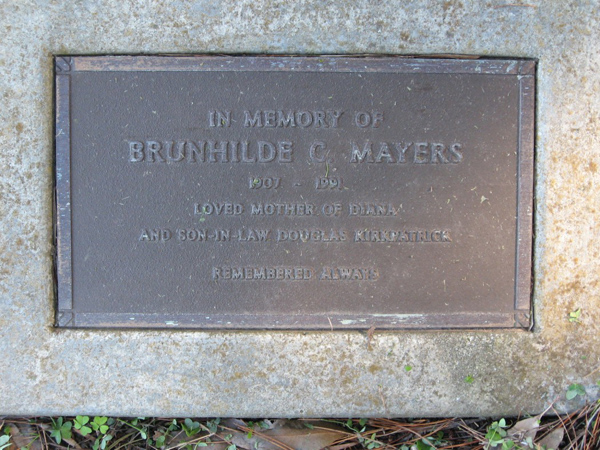 IN MEMORY OF
BRUNHILDE C. MAYERS
1907 - 1991
LOVED MOTHER OF DIANA
AND SON-IN-LAW DOUGLAS KIRKPATRICK
REMEMBERED ALWAYS